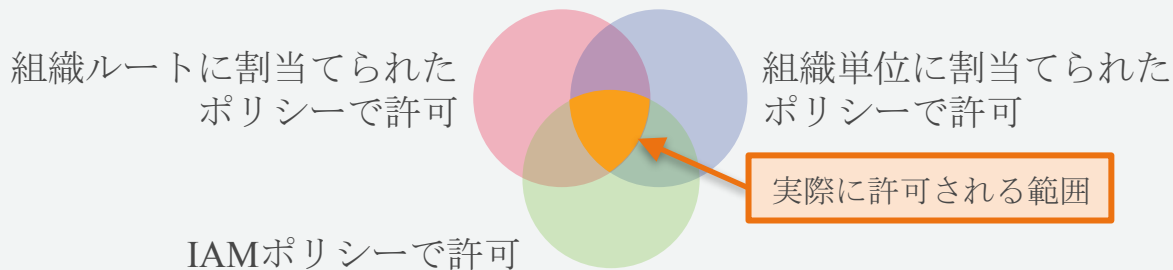 組織ルートに割当てられた
ポリシーで許可
組織単位に割当てられた
ポリシーで許可
実際に許可される範囲
IAMポリシーで許可